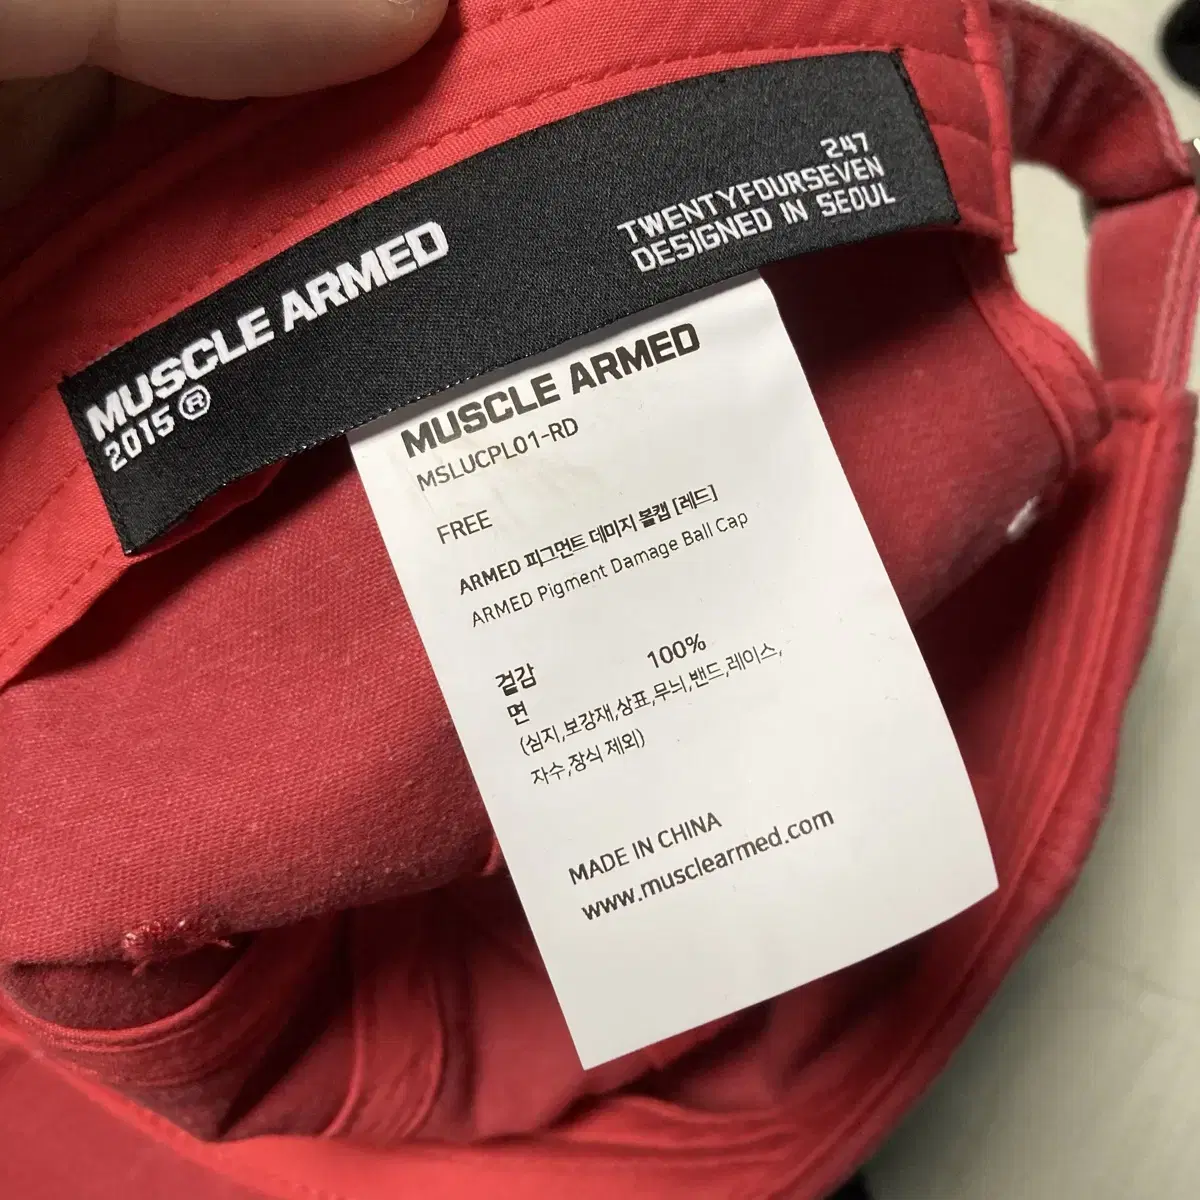 MUSCLE ARMED
2015®
247
TWENTYFOURSEVEN
DESIGNED IN SEOUL
MUSCLE ARMED
MSLUCPL01-RD
FREE
ARMED 피그먼트 데미지 볼캡 [레드]
ARMED Pigment Damage Ball Cap
겉감
면 100%
(심지,보강재,상표,무늬,밴드,레이스,
자수,장식 제외)
MADE IN CHINA
www.musclearmed.com